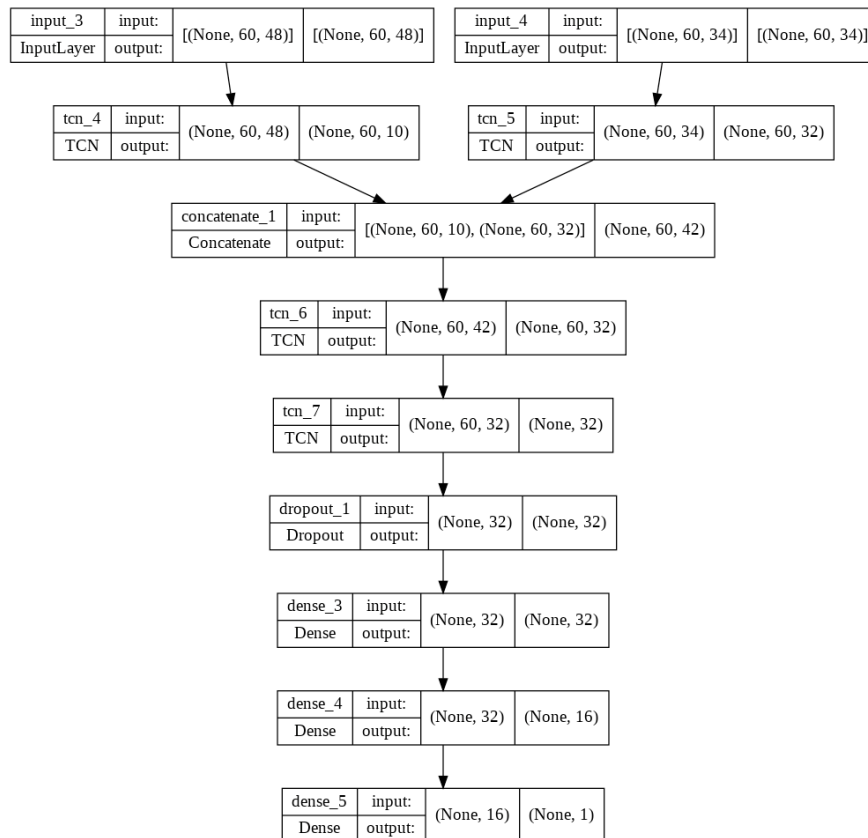 input_3 input: [(None, 60, 48)] [(None, 60, 48)]
InputLayer output:
input_4 input: [(None, 60, 34)] [(None, 60, 34)]
InputLayer output:
tcn_4 input: (None, 60, 48) (None, 60, 10)
TCN output:
tcn_5 input: (None, 60, 34) (None, 60, 32)
TCN output:
concatenate_1 input: [(None, 60, 10), (None, 60, 32)] (None, 60, 42)
Concatenate output:
tcn_6 input: (None, 60, 42) (None, 60, 32)
TCN output:
tcn_7 input: (None, 60, 32) (None, 32)
TCN output:
dropout_1 input: (None, 32) (None, 32)
Dropout output:
dense_3 input: (None, 32) (None, 32)
Dense output:
dense_4 input: (None, 32) (None, 16)
Dense output:
dense_5 input: (None, 16) (None, 1)
Dense output: